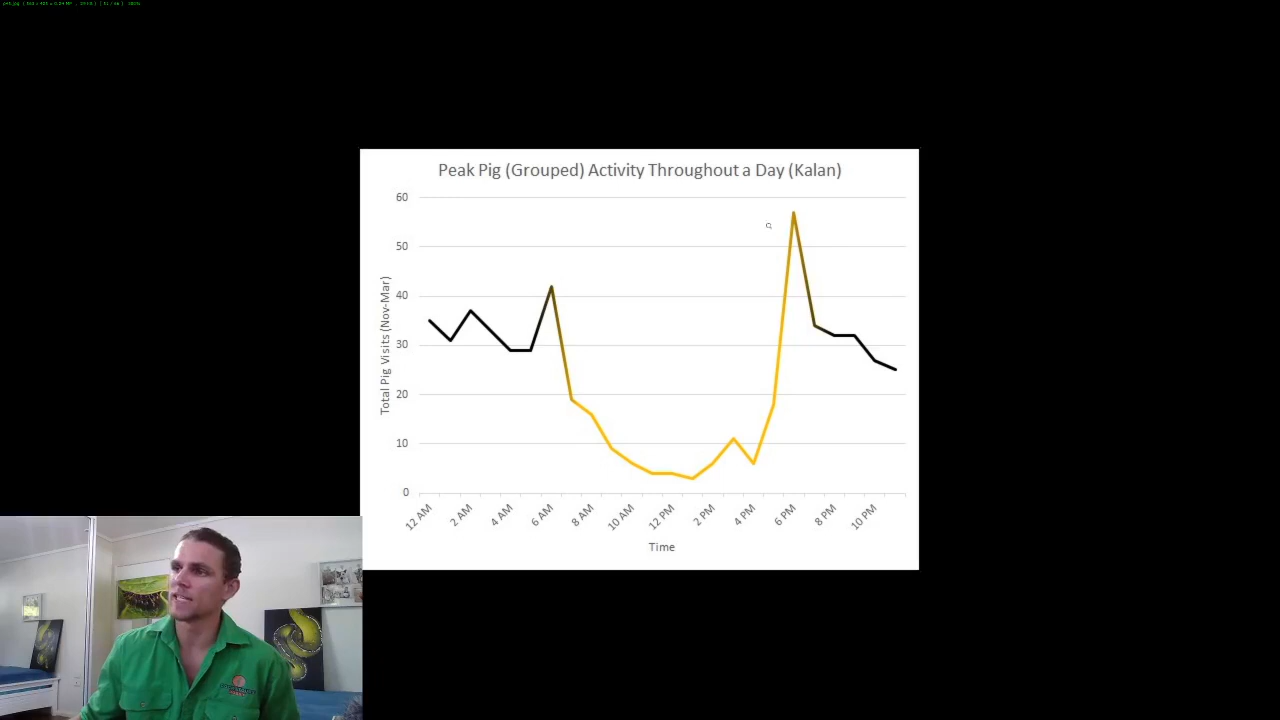 Peak Pig (Grouped) Activity Throughout a Day (Kalan)
Total Pig Visits (Nov-Mar)
60
50
40
30
20
10
0
12 AM
2 AM
4 AM
6 AM
8 AM
10 AM
12 PM
2 PM
4 PM
6 PM
8 PM
10 PM
Time